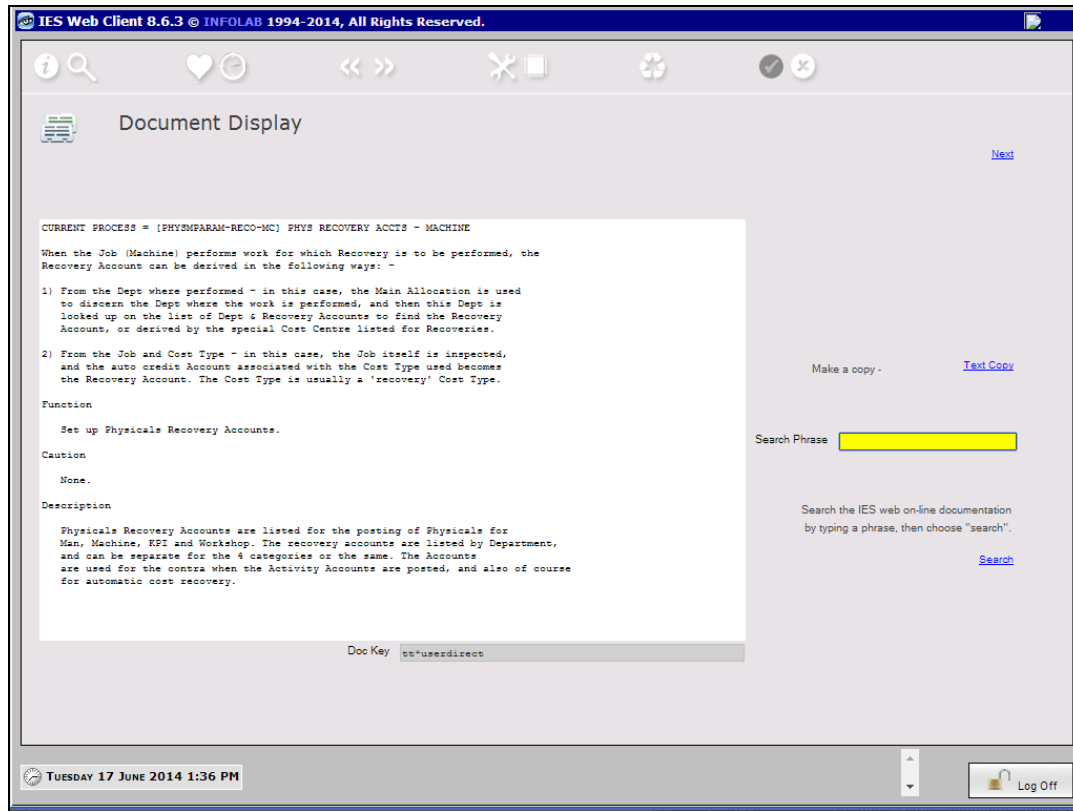 IES Web Client 8.6.3 © INFOLAB 1994-2014, All Rights Reserved.
Document Display
Next
CURRENT PROCESS = [PHYSMPARAM-RECO-MC] PHYS RECOVERY ACCTS - MACHINE
When the Job (Machine) performs work for which Recovery is to be performed, the
Recovery Account can be derived in the following ways: -
1) From the Dept where performed - in this case, the Main Allocation is used
to discern the Dept where the work is performed, and then this Dept is
looked up on the list of Dept & Recovery Accounts to find the Recovery
Account, or derived by the special Cost Centre listed for Recoveries.
2) From the Job and Cost Type - in this case, the Job itself is inspected,
and the auto credit Account associated with the Cost Type used becomes
the Recovery Account. The Cost Type is usually a 'recovery' Cost Type.
Function
Set up Physicals Recovery Accounts.
Caution
None.
Description
Physicals Recovery Accounts are listed for the posting of Physicals for
Man, Machine, KPI and Workshop. The recovery accounts are listed by Department,
and can be separate for the 4 categories or the same. The Accounts
are used for the contra when the Activity Accounts are posted, and also of course
for automatic cost recovery.
Make a copy -
Text Copy
Search Phrase
Search the IES web on-line documentation
by typing a phrase, then choose "search".
Search
Doc Key tt*userdirect
TUESDAY 17 JUNE 2014 1:36 PM
Log Off